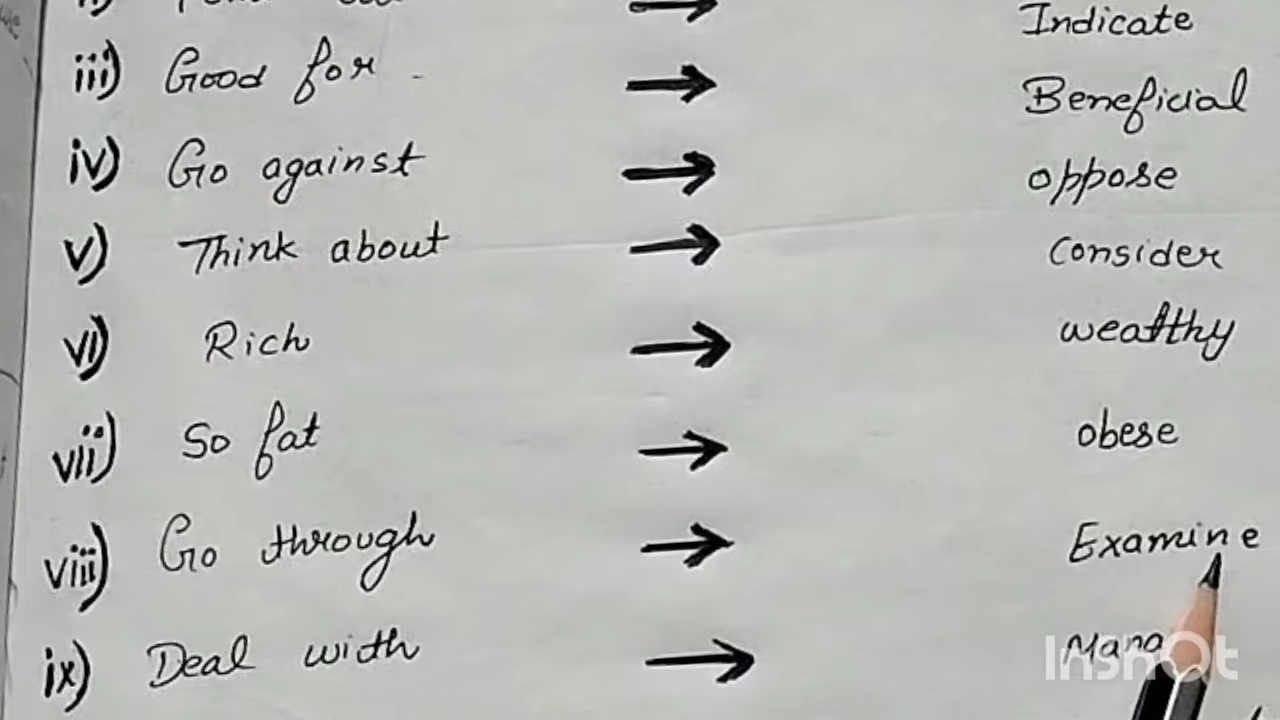 Indicate
iii) Good for → Beneficial
iv) Go against → oppose
v) Think about → Consider
vi) Rich → wealthy
vii) So fat → obese
viii) Go through → Examine
ix) Deal with →
InShOt